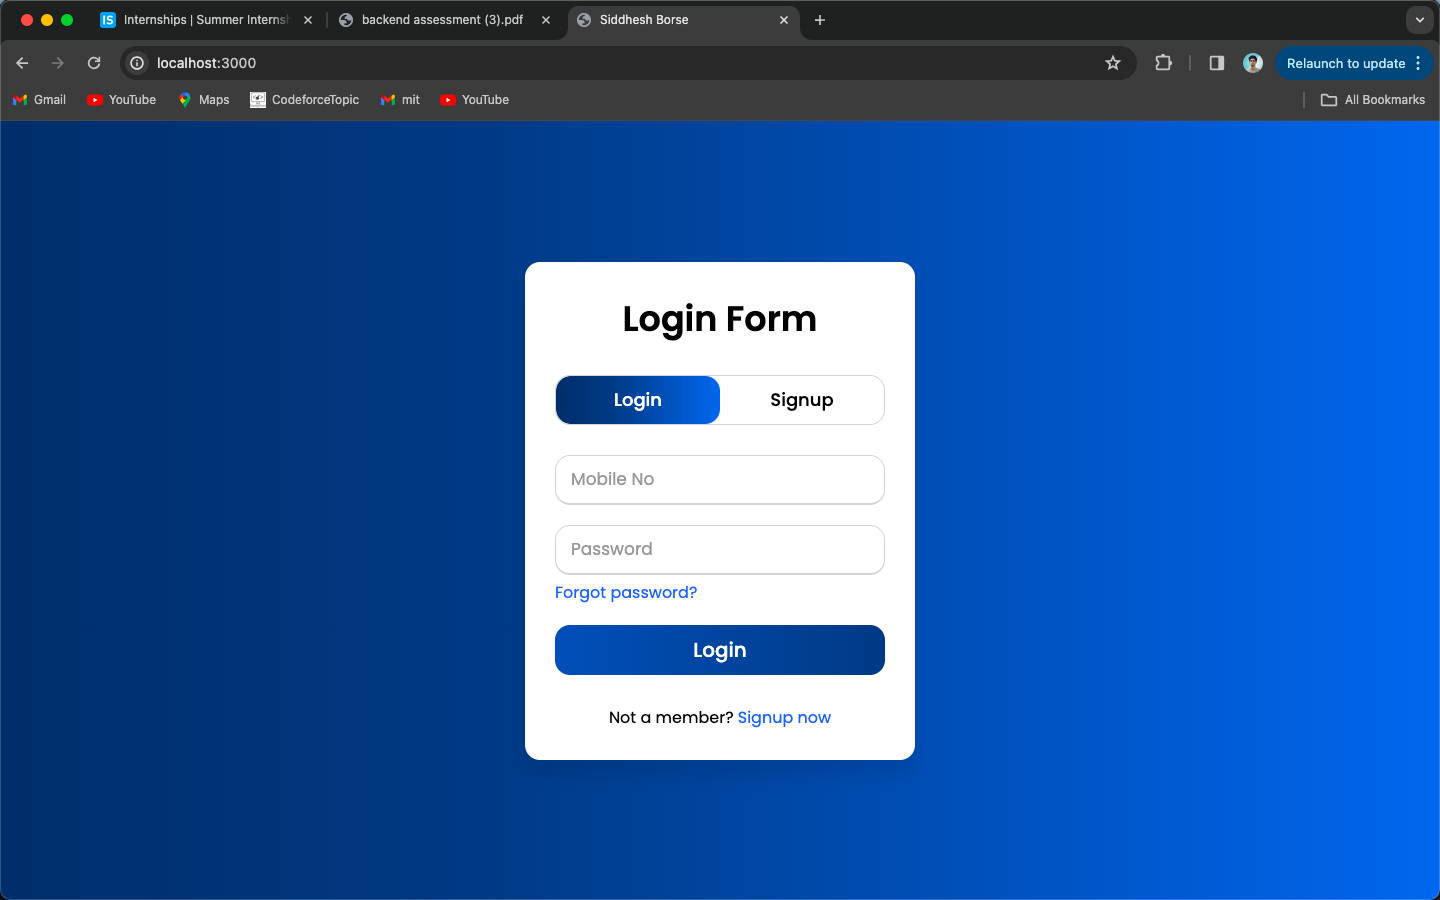 Internships | Summer Internsh
backend assessment (3).pdf
Siddhesh Borse
localhost:3000
Relaunch to update
Gmail
YouTube
Maps
CodeforceTopic
mit
YouTube
All Bookmarks
Login Form
Login Signup
Mobile No
Password
Forgot password?
Login
Not a member? Signup now